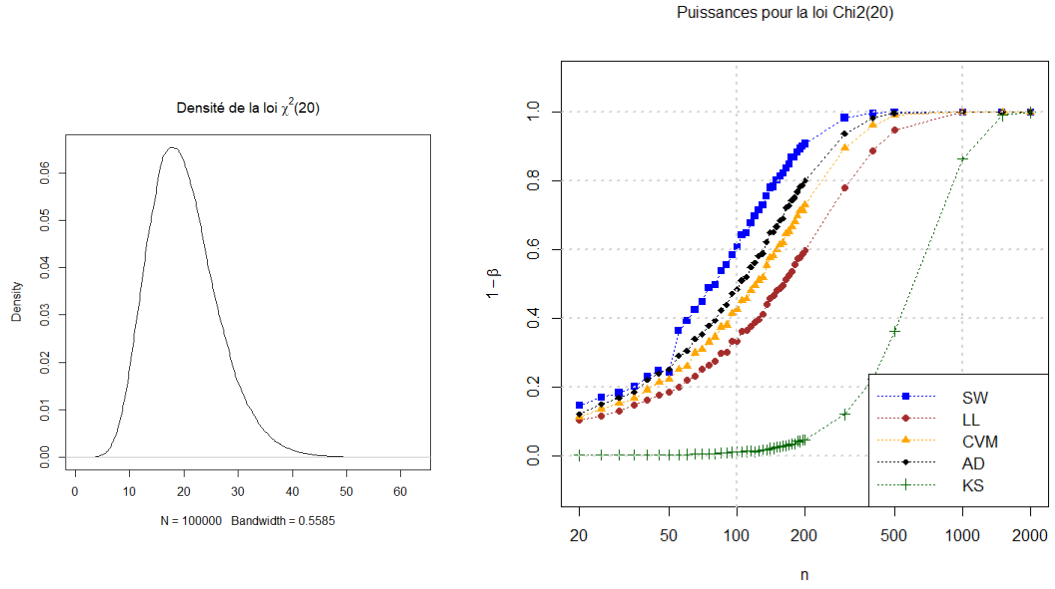 Densité de la loi χ²(20)
Density
0.00 0.01 0.02 0.03 0.04 0.05 0.06
0 10 20 30 40 50 60
N = 100000 Bandwidth = 0.5585
Puissances pour la loi Chi2(20)
1 − β
0.0 0.2 0.4 0.6 0.8 1.0
SW
LL
CVM
AD
KS
20 50 100 200 500 1000 2000
n